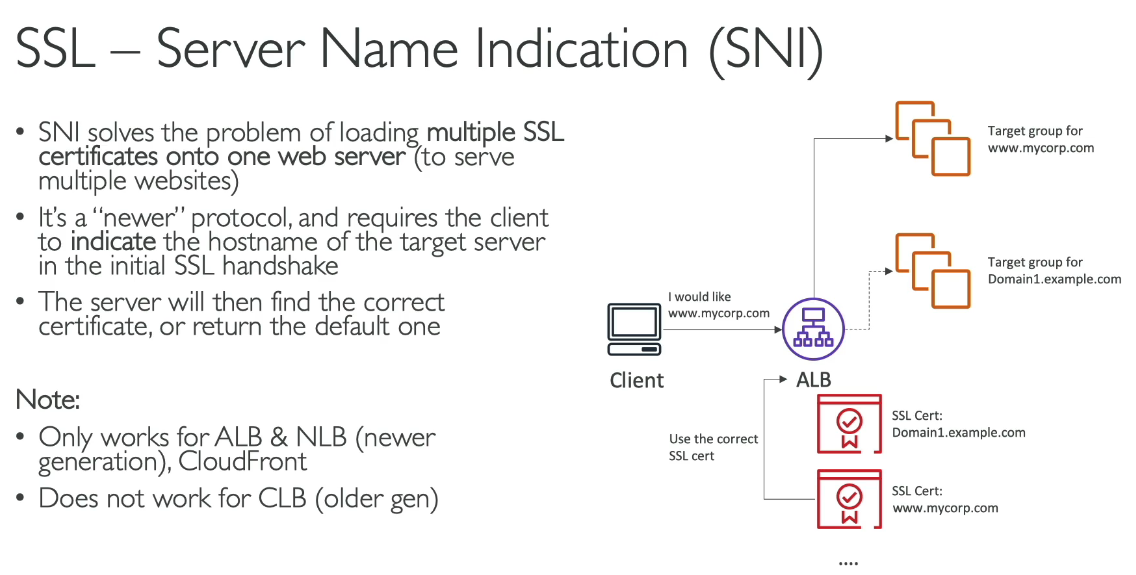 SSL – Server Name Indication (SNI)
• SNI solves the problem of loading multiple SSL
certificates onto one web server (to serve
multiple websites)
• It's a “newer” protocol, and requires the client
to indicate the hostname of the target server
in the initial SSL handshake
• The server will then find the correct
certificate, or return the default one
Note:
• Only works for ALB & NLB (newer
generation), CloudFront
• Does not work for CLB (older gen)
Target group for
www.mycorp.com
Target group for
Domain1.example.com
I would like
www.mycorp.com
Client
ALB
SSL Cert:
Domain1.example.com
Use the correct
SSL cert
SSL Cert:
www.mycorp.com
....